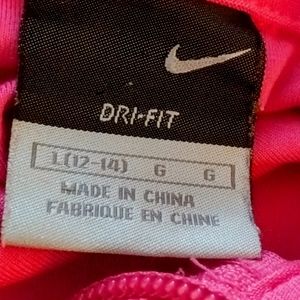 DRI-FIT
L(12-14) G G
MADE IN CHINA
FABRIQUE EN CHINE